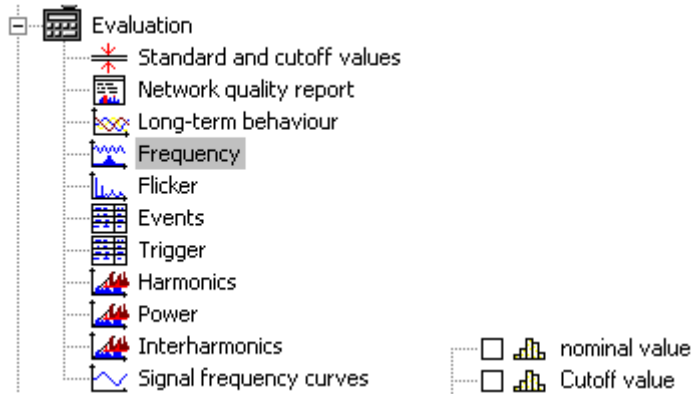 Evaluation
Standard and cutoff values
Network quality report
Long-term behaviour
Frequency
Flicker
Events
Trigger
Harmonics
Power
Interharmonics
Signal frequency curves
nominal value
Cutoff value